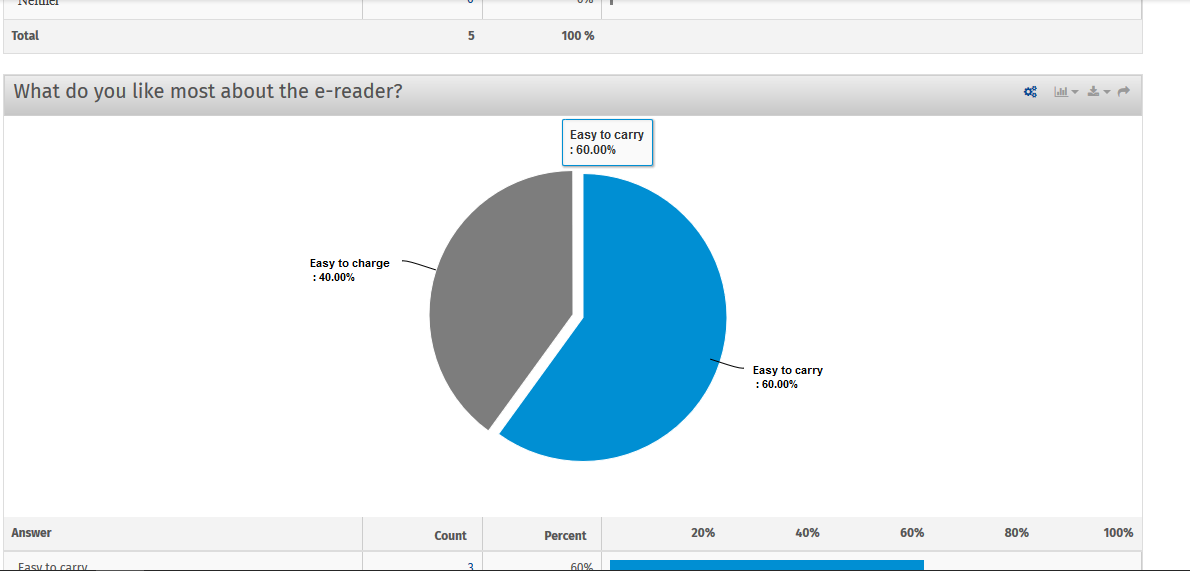 Neither 0 0%
Total 5 100 %
What do you like most about the e-reader?
Easy to carry
: 60.00%
Easy to charge
: 40.00%
Easy to carry
: 60.00%
Answer Count Percent 20% 40% 60% 80% 100%
Easy to carry 3 60%